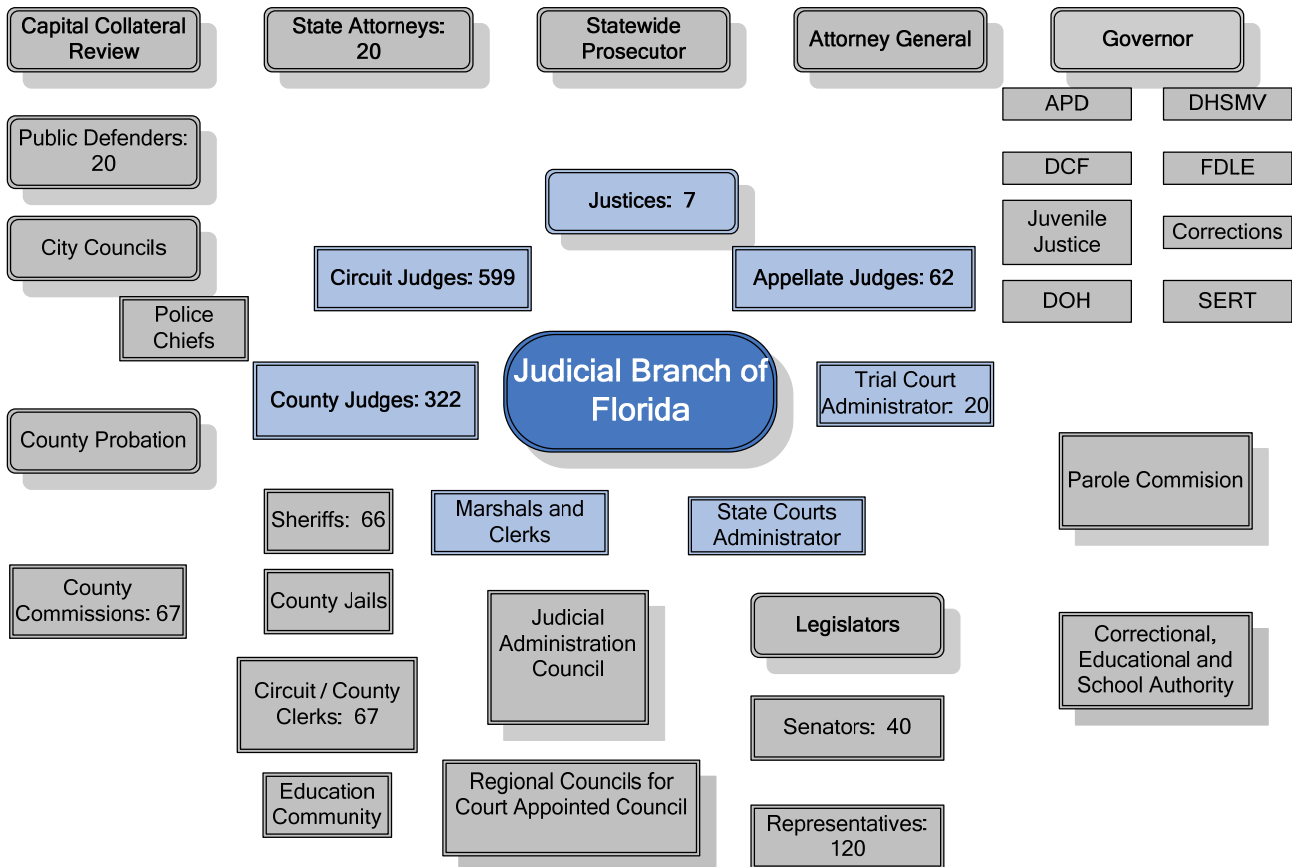 Capital Collateral
Review
State Attorneys:
20
Statewide
Prosecutor
Attorney General
Governor
APD
DHSMV
Public Defenders:
20
DCF
FDLE
Justices: 7
Juvenile
Justice
Corrections
City Councils
Circuit Judges: 599
Appellate Judges: 62
DOH
SERT
Police
Chiefs
Judicial Branch of
Florida
County Judges: 322
Trial Court
Administrator: 20
County Probation
Parole Commision
Sheriffs: 66
Marshals and
Clerks
State Courts
Administrator
County
Commissions: 67
County Jails
Judicial
Administration
Council
Legislators
Correctional,
Educational and
School Authority
Circuit / County
Clerks: 67
Senators: 40
Education
Community
Regional Councils for
Court Appointed Council
Representatives:
120